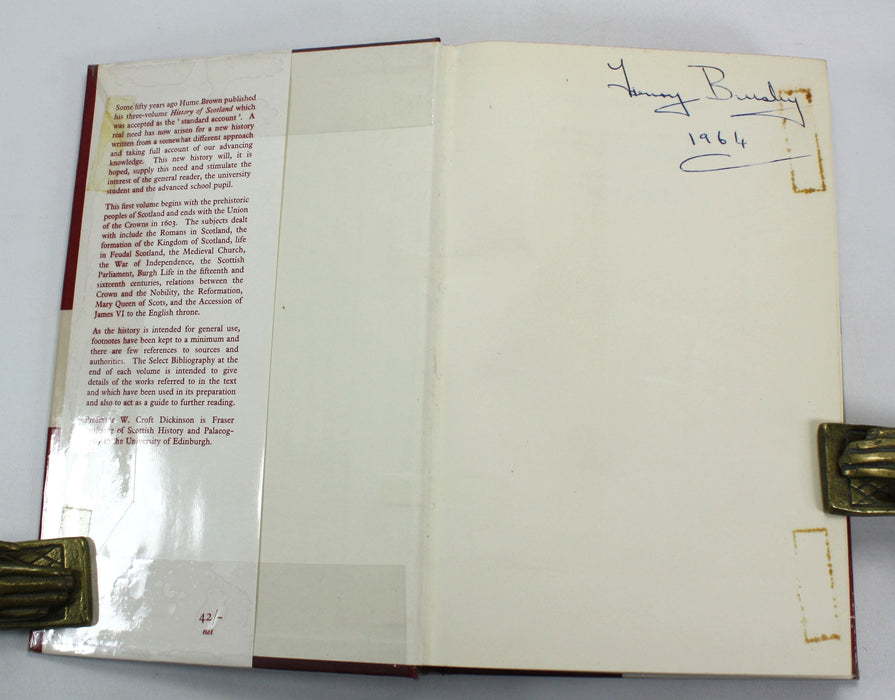 Some fifty years ago Hume Brown published
his three-volume History of Scotland which
was accepted as the 'standard account'. A
real need has now arisen for a new history
written from a somewhat different approach
and taking full account of our advancing
knowledge. This new history will, it is
hoped, supply this need and stimulate the
interest of the general reader, the university
student and the advanced school pupil.
This first volume begins with the prehistoric
peoples of Scotland and ends with the Union
of the Crowns in 1603. The subjects dealt
with include the Romans in Scotland, the
formation of the Kingdom of Scotland, life
in Feudal Scotland, the Medieval Church,
the War of Independence, the Scottish
Parliament, Burgh Life in the fifteenth and
sixteenth centuries, relations between the
Crown and the Nobility, the Reformation,
Mary Queen of Scots, and the Accession of
James VI to the English throne.
As the history is intended for general use,
footnotes have been kept to a minimum and
there are few references to sources and
authorities. The Select Bibliography at the
end of each volume is intended to give
details of the works referred to in the text
and which have been used in its preparation
and also to act as a guide to further reading.
Professor W. Croft Dickinson is Fraser
Professor of Scottish History and Palaeog-
the University of Edinburgh.
42/-
net
Henry
1964